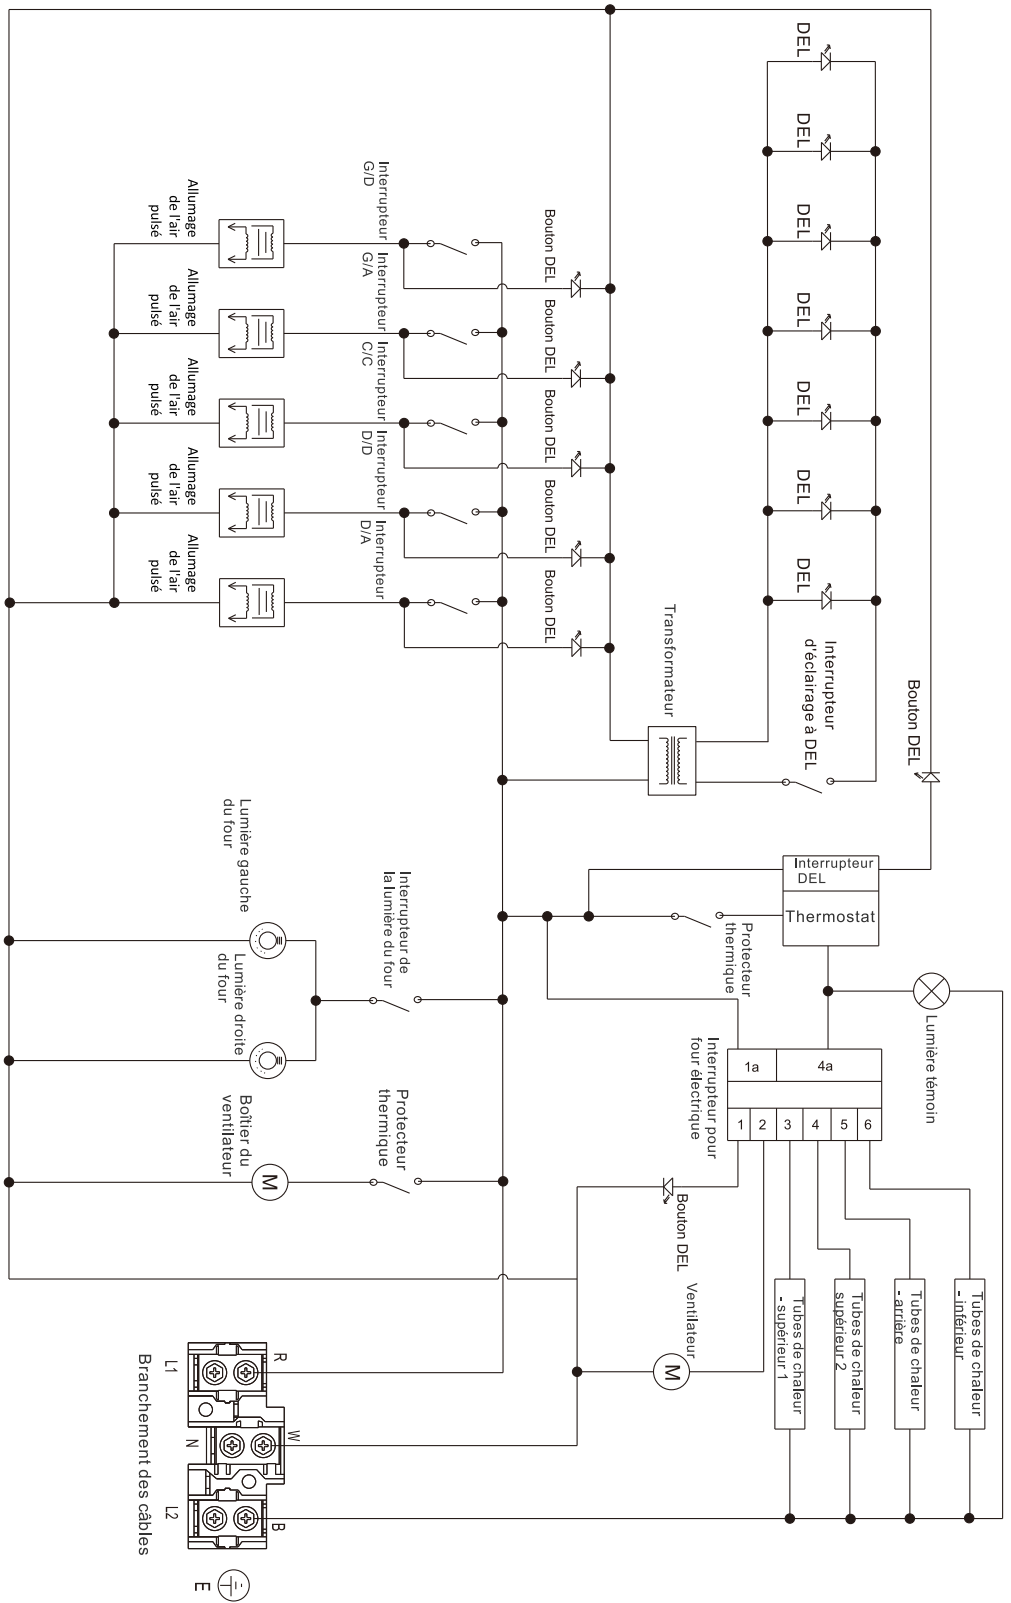 DEL
DEL
DEL
DEL
DEL
DEL
DEL
Interrupteur
d'éclairage à DEL
Bouton DEL
Transformateur
Bouton DEL
Bouton DEL
Bouton DEL
Bouton DEL
Bouton DEL
Interrupteur
G/D
Interrupteur
G/A
Interrupteur
C/C
Interrupteur
D/D
Interrupteur
D/A
Allumage
de l'air
pulsé
Allumage
de l'air
pulsé
Allumage
de l'air
pulsé
Allumage
de l'air
pulsé
Allumage
de l'air
pulsé
Interrupteur
DEL
Thermostat
Protecteur
thermique
Lumière témoin
Interrupteur pour
four électrique
1a
4a
1
2
3
4
5
6
Bouton DEL
Ventilateur
M
Tubes de chaleur
- supérieur 1
Tubes de chaleur
supérieur 2
Tubes de chaleur
- arrière
Tubes de chaleur
- inférieur
Interrupteur de
la lumière du four
Lumière gauche
du four
Lumière droite
du four
Protecteur
thermique
Boîtier du
ventilateur
M
R
L1
W
N
B
L2
Branchement des câbles
E